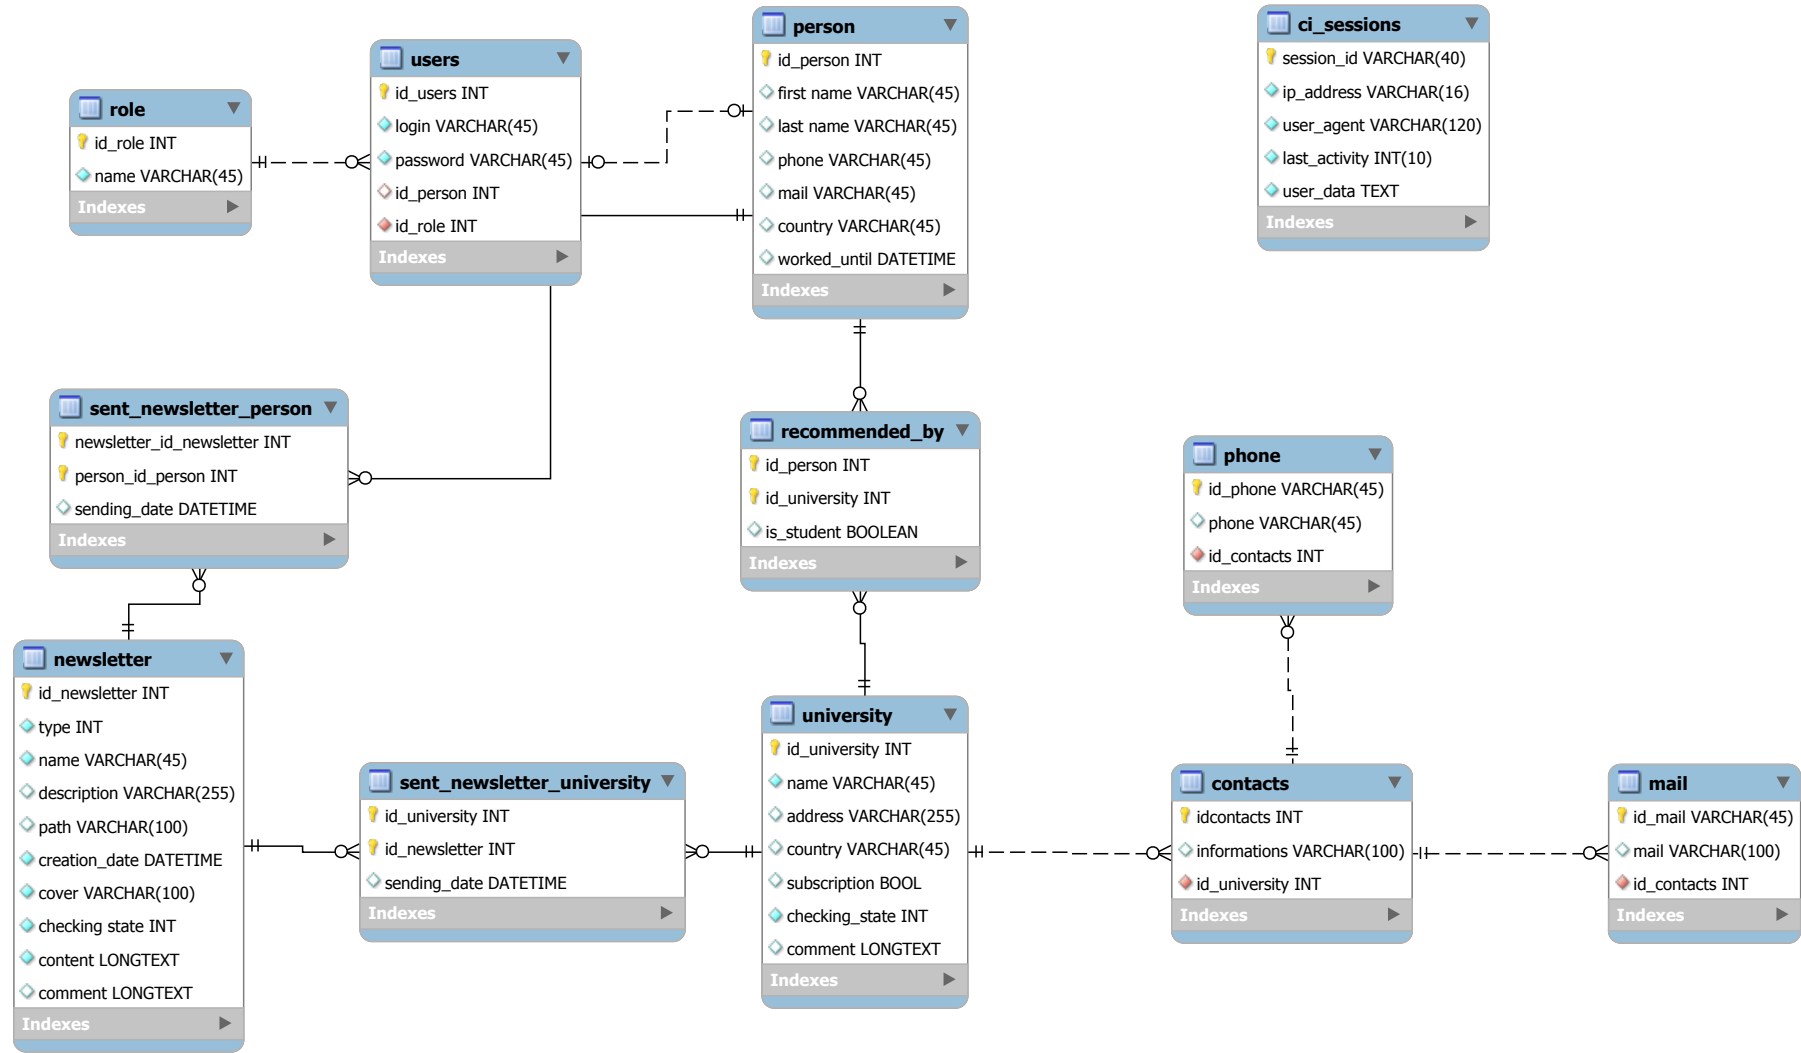 role
id_role INT
name VARCHAR(45)
Indexes
users
id_users INT
login VARCHAR(45)
password VARCHAR(45)
id_person INT
id_role INT
Indexes
person
id_person INT
first name VARCHAR(45)
last name VARCHAR(45)
phone VARCHAR(45)
mail VARCHAR(45)
country VARCHAR(45)
worked_until DATETIME
Indexes
ci_sessions
session_id VARCHAR(40)
ip_address VARCHAR(16)
user_agent VARCHAR(120)
last_activity INT(10)
user_data TEXT
Indexes
sent_newsletter_person
newsletter_id_newsletter INT
person_id_person INT
sending_date DATETIME
Indexes
recommended_by
id_person INT
id_university INT
is_student BOOLEAN
Indexes
phone
id_phone VARCHAR(45)
phone VARCHAR(45)
id_contacts INT
Indexes
newsletter
id_newsletter INT
type INT
name VARCHAR(45)
description VARCHAR(255)
path VARCHAR(100)
creation_date DATETIME
cover VARCHAR(100)
checking state INT
content LONGTEXT
comment LONGTEXT
Indexes
sent_newsletter_university
id_university INT
id_newsletter INT
sending_date DATETIME
Indexes
university
id_university INT
name VARCHAR(45)
address VARCHAR(255)
country VARCHAR(45)
subscription BOOL
checking_state INT
comment LONGTEXT
Indexes
contacts
idcontacts INT
informations VARCHAR(100)
id_university INT
Indexes
mail
id_mail VARCHAR(45)
mail VARCHAR(100)
id_contacts INT
Indexes